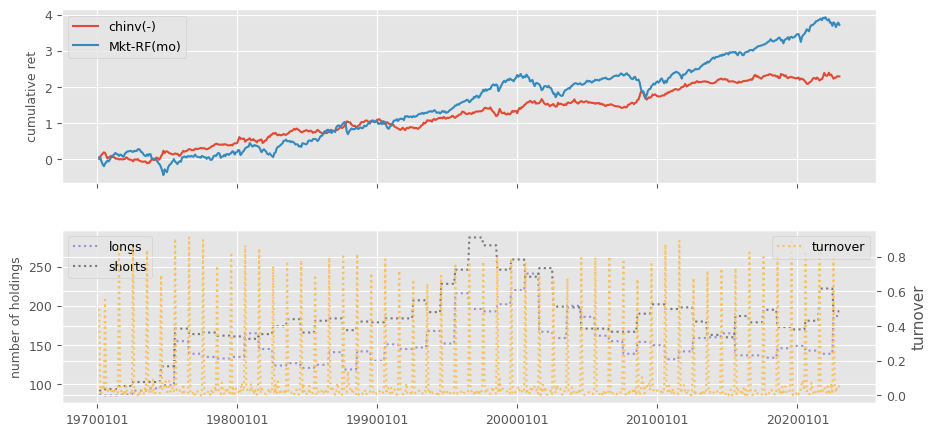 4
3
2
1
0
cumulative ret
chinv(-)
Mkt-RF(mo)
250
200
150
100
number of holdings
longs
shorts
turnover
0.8
0.6
0.4
0.2
0.0
turnover
19700101 19800101 19900101 20000101 20100101 20200101